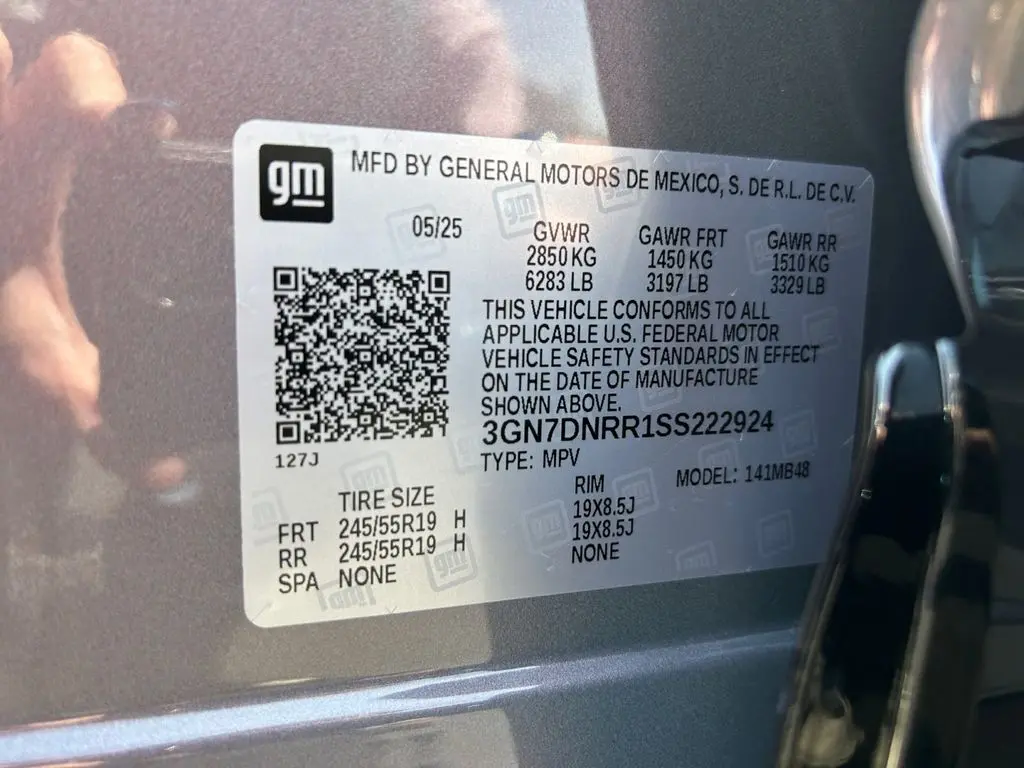 gm
MFD BY GENERAL MOTORS DE MEXICO, S. DE R.L. DE C.V.
05/25
GVWR GAWR FRT GAWR RR
2850 KG 1450 KG 1510 KG
6283 LB 3197 LB 3329 LB
THIS VEHICLE CONFORMS TO ALL
APPLICABLE U.S. FEDERAL MOTOR
VEHICLE SAFETY STANDARDS IN EFFECT
ON THE DATE OF MANUFACTURE
SHOWN ABOVE.
3GN7DNRR1SS222924
127J
TYPE: MPV
MODEL: 141MB48
TIRE SIZE RIM
FRT 245/55R19 H 19X8.5J
RR 245/55R19 H 19X8.5J
SPA NONE NONE